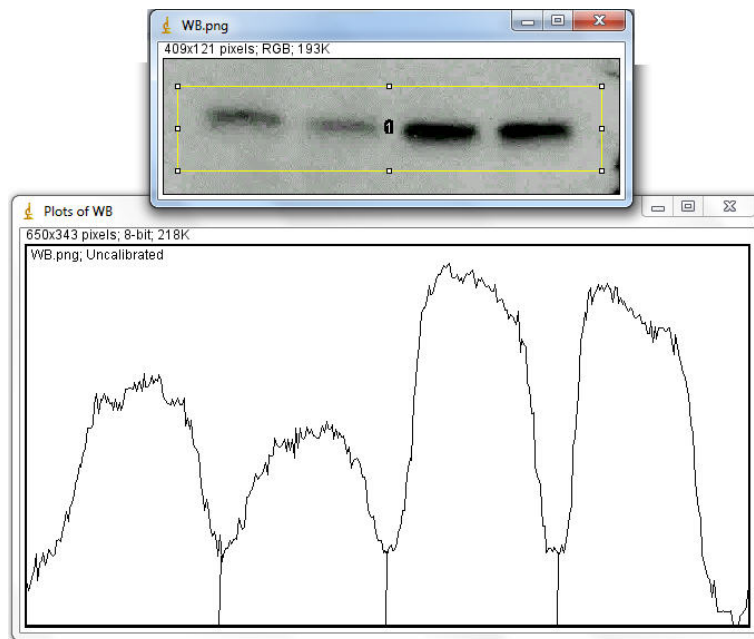 WB.png
409x121 pixels; RGB; 193K
1
Plots of WB
650x343 pixels; 8-bit; 218K
WB.png; Uncalibrated